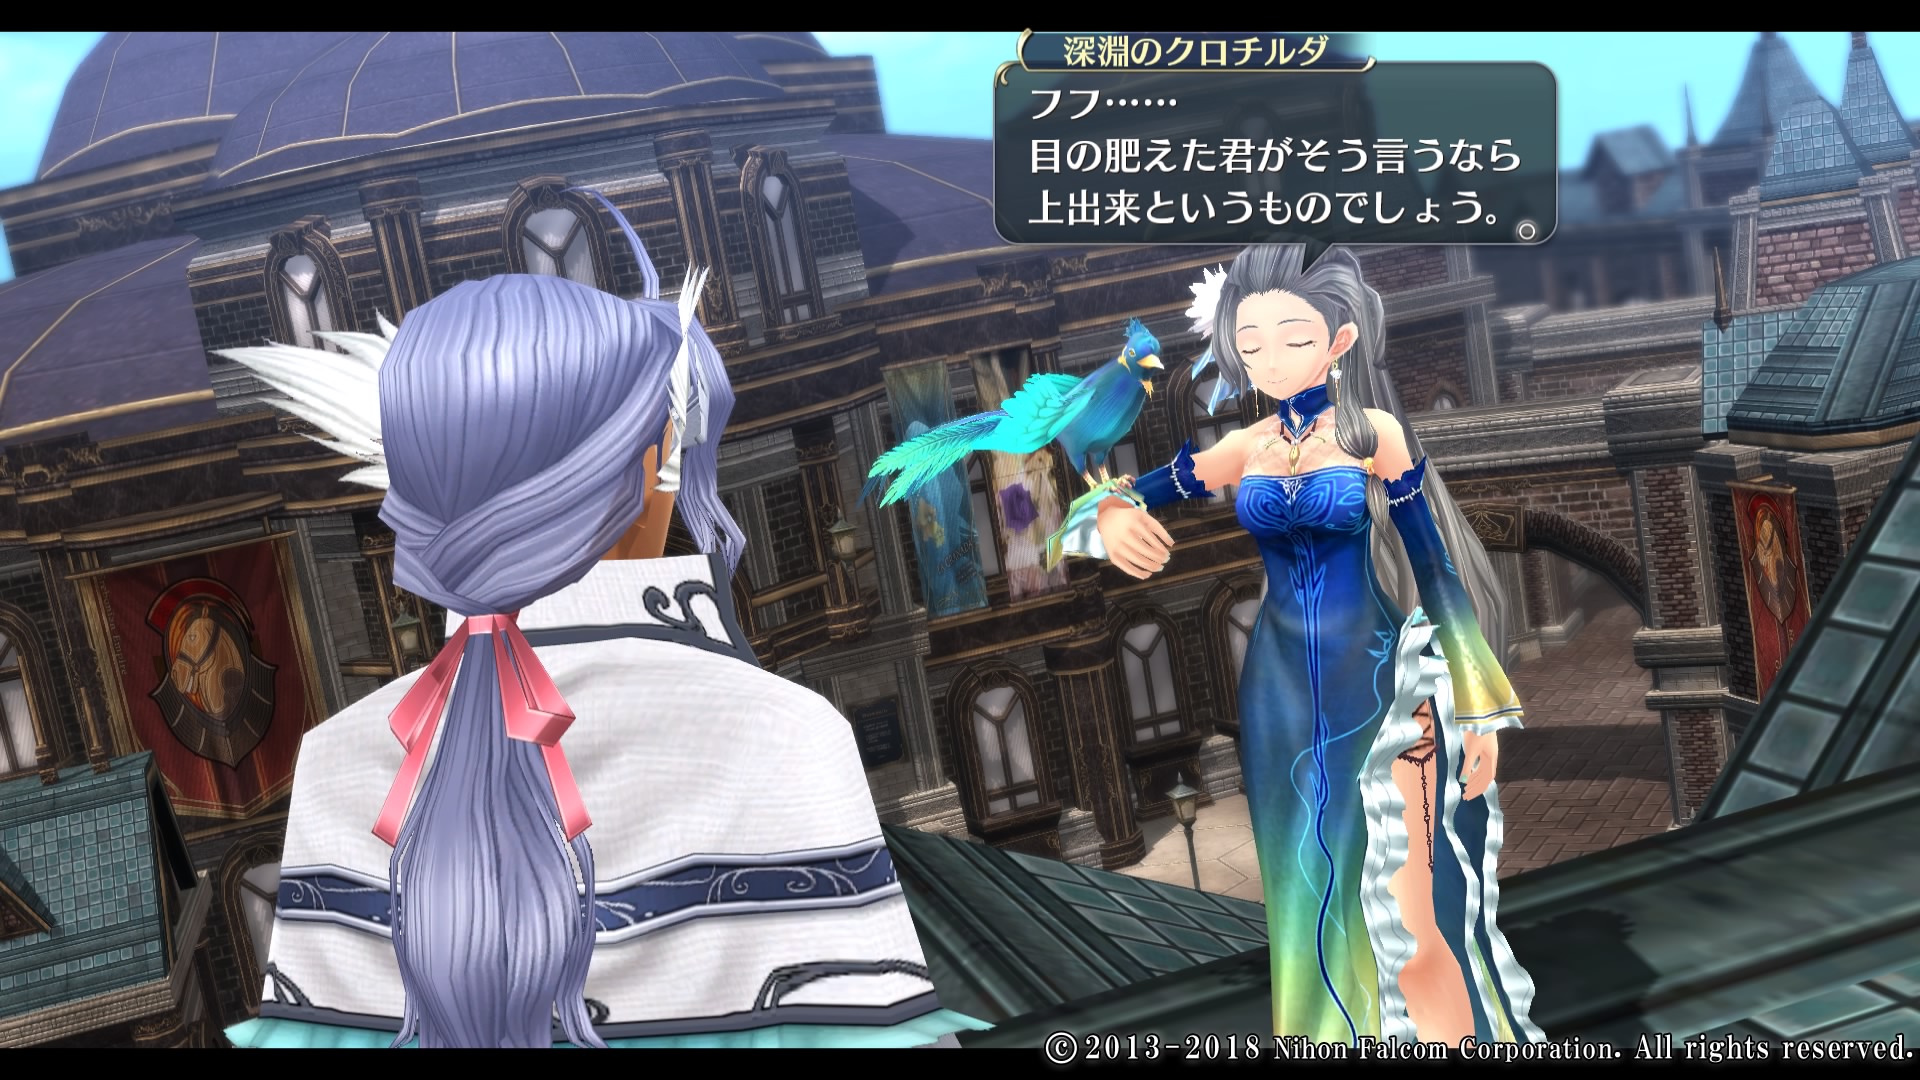 深淵のクロチルダ
フフ……
目の肥えた君がそう言うなら
上出来というものでしょう。
©2013-2018 Nihon Falcom Corporation. All rights reserved.